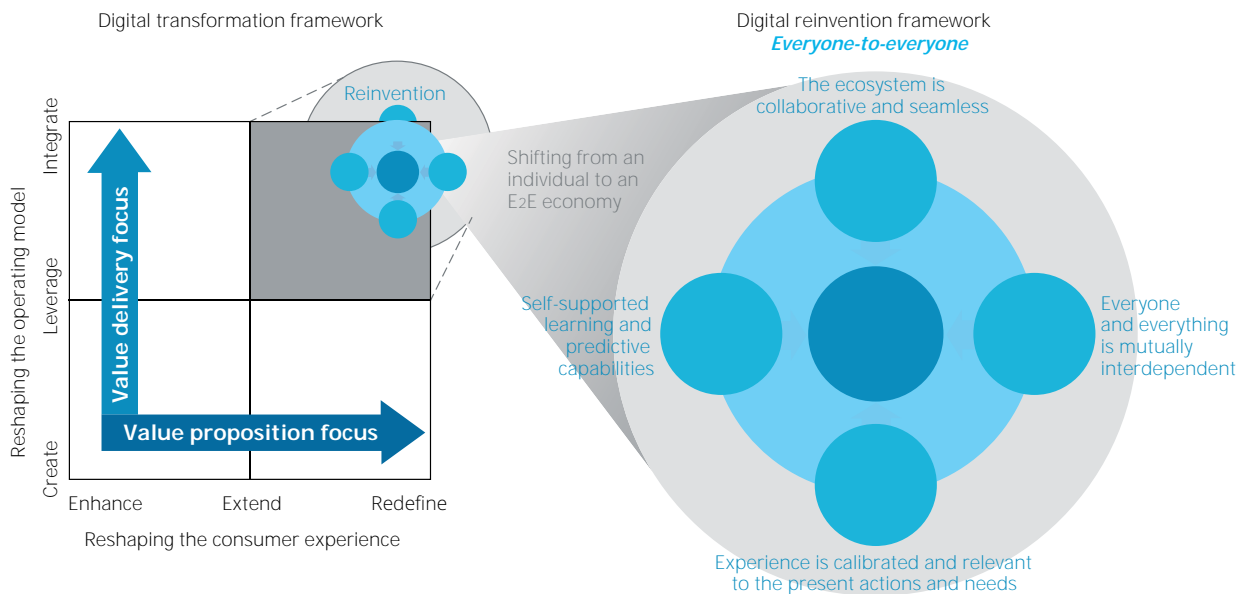 Digital transformation framework
Reinvention
Integrate
Leverage
Create
Reshaping the operating model
Value delivery focus
Value proposition focus
Enhance
Extend
Redefine
Reshaping the consumer experience
Shifting from an
individual to an
E2E economy
Digital reinvention framework
Everyone-to-everyone
The ecosystem is
collaborative and seamless
Self-supported
learning and
predictive
capabilities
Everyone
and everything
is mutually
interdependent
Experience is calibrated and relevant
to the present actions and needs